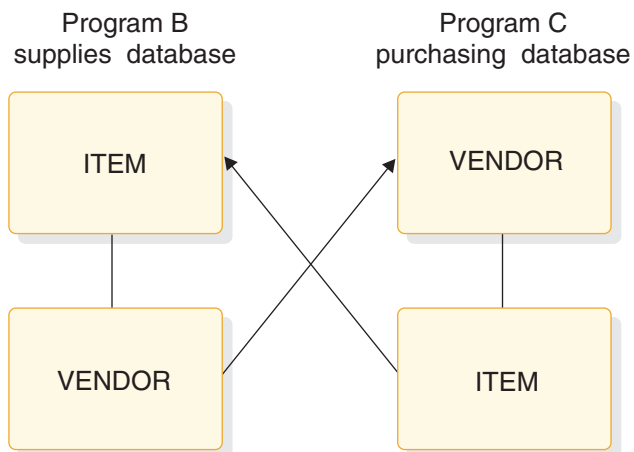 Program B
supplies database
Program C
purchasing database
ITEM
VENDOR
VENDOR
ITEM